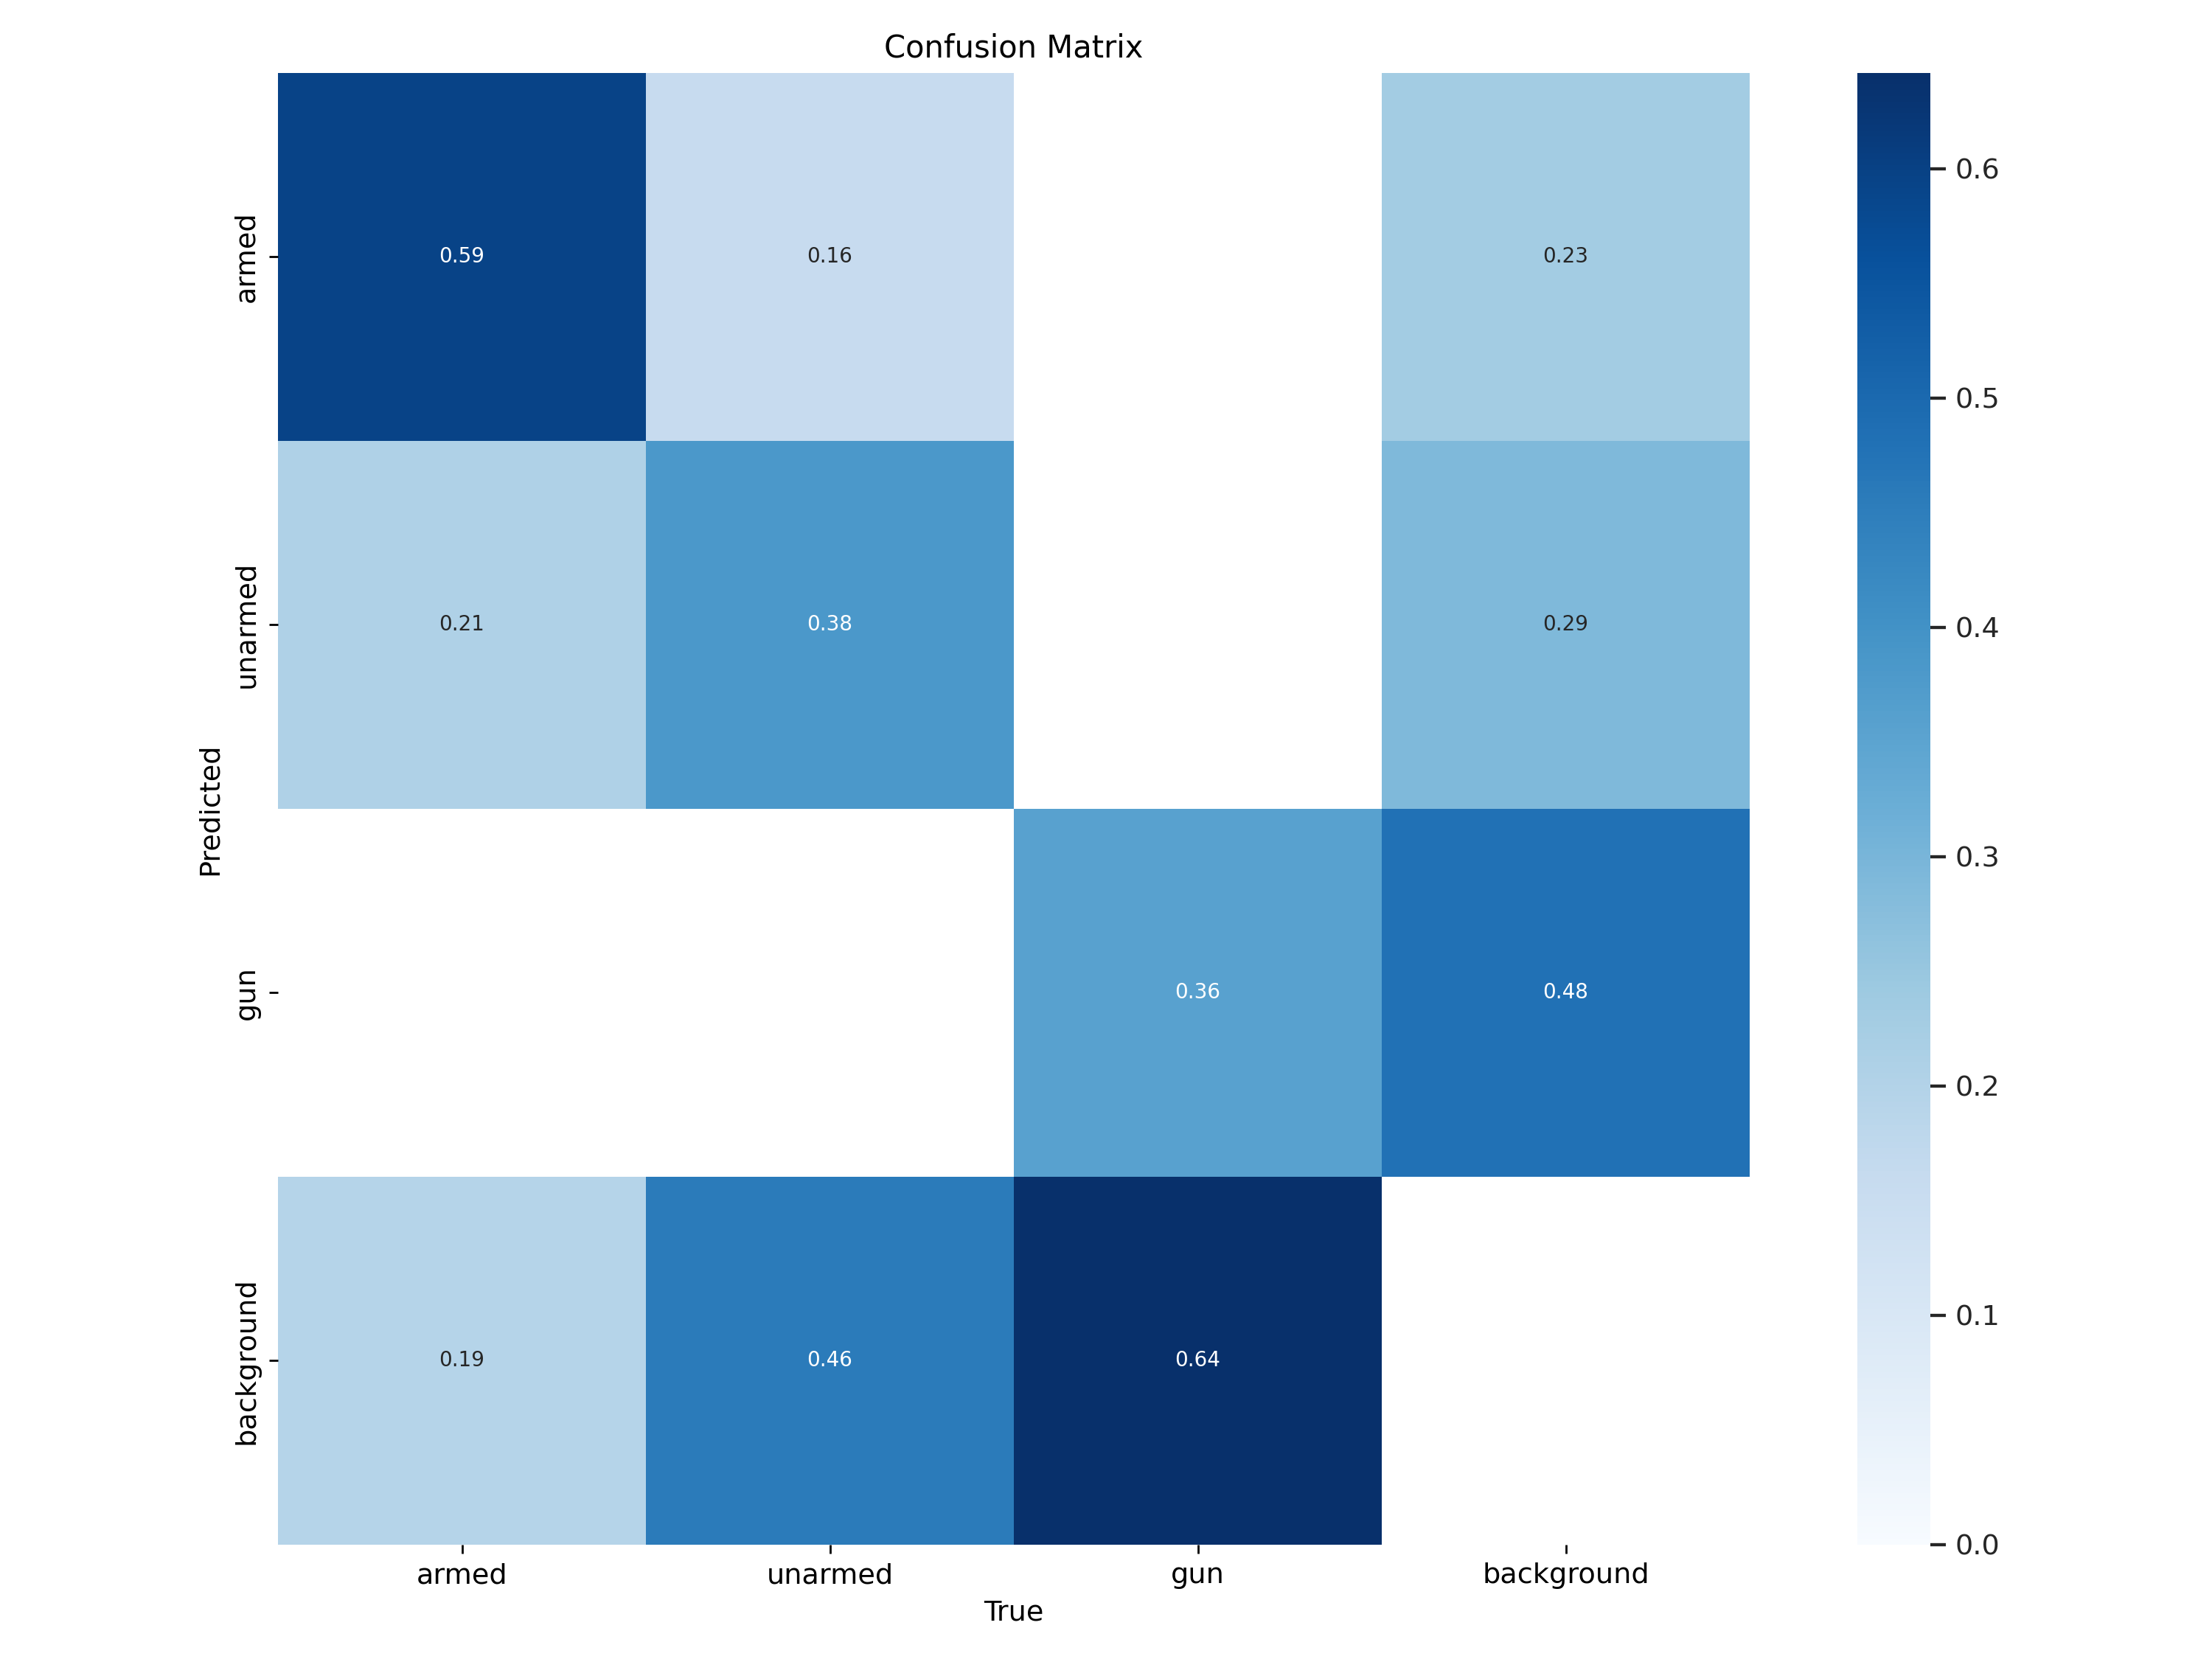 Confusion Matrix
armed
0.59
0.16
0.23
unarmed
0.21
0.38
0.29
Predicted
gun
0.36
0.48
background
0.19
0.46
0.64
armed
unarmed
gun
background
True
0.6
0.5
0.4
0.3
0.2
0.1
0.0